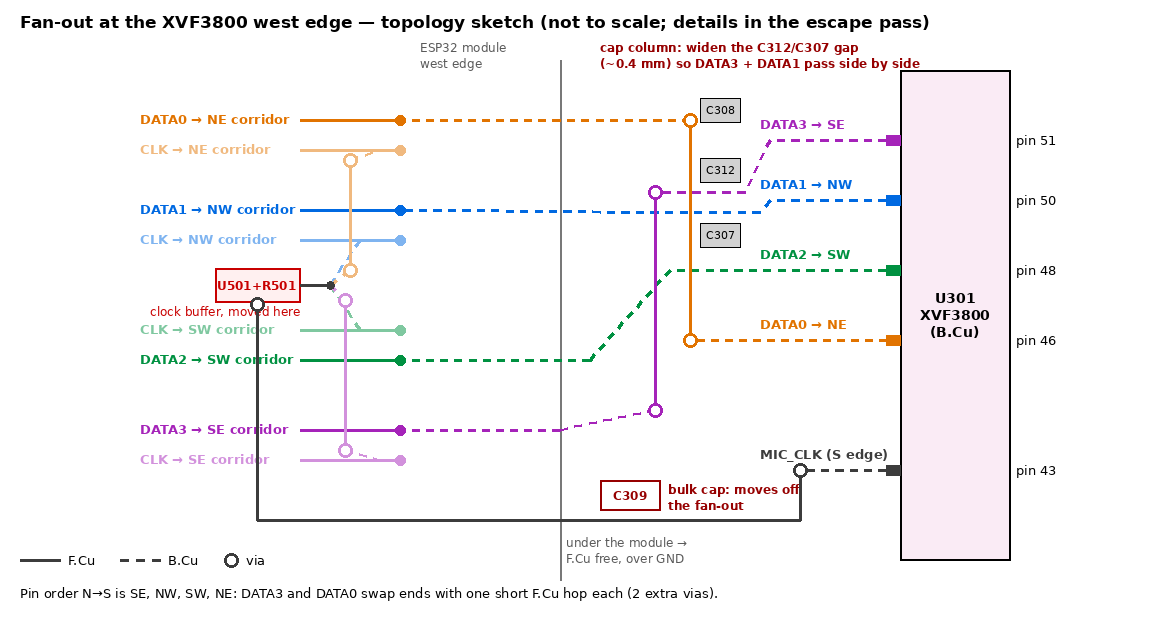 Fan-out at the XVF3800 west edge — topology sketch (not to scale; details in the escape pass)
ESP32 module
west edge
cap column: widen the C312/C307 gap
(~0.4 mm) so DATA3 + DATA1 pass side by side
C308
DATA0 → NE corridor
DATA3 → SE
pin 51
CLK → NE corridor
C312
DATA1 → NW
pin 50
DATA1 → NW corridor
C307
CLK → NW corridor
DATA2 → SW
pin 48
U501+R501
clock buffer, moved here
U301
XVF3800
(B.Cu)
CLK → SW corridor
DATA0 → NE
pin 46
DATA2 → SW corridor
DATA3 → SE corridor
CLK → SE corridor
MIC_CLK (S edge)
pin 43
C309
bulk cap: moves off
the fan-out
under the module →
F.Cu free, over GND
F.Cu
B.Cu
via
Pin order N→S is SE, NW, SW, NE: DATA3 and DATA0 swap ends with one short F.Cu hop each (2 extra vias).